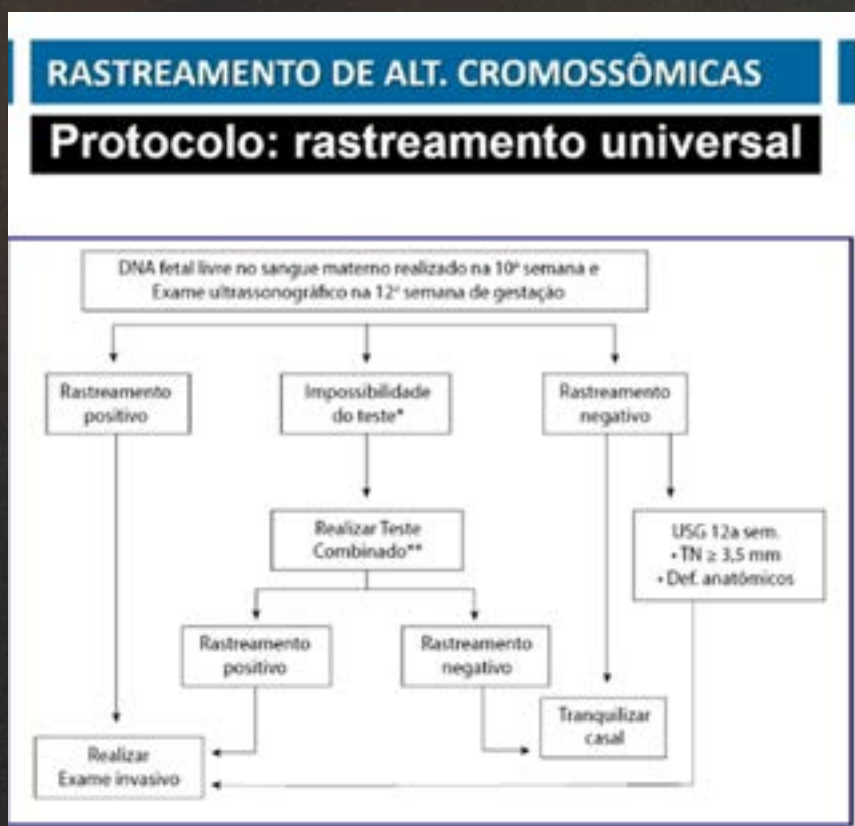 RASTREAMENTO DE ALT. CROMOSSÔMICAS
Protocolo: rastreamento universal
DNA fetal livre no sangue materno realizado na 10ª semana e
Exame ultrassonográfico na 12ª semana de gestação
Rastreamento
positivo
Impossibilidade
do teste*
Rastreamento
negativo
Realizar Teste
Combinado**
USG 12a sem.
• TN ≥ 3,5 mm
• Def. anatômicos
Rastreamento
positivo
Rastreamento
negativo
Tranquilizar
casal
Realizar
Exame invasivo